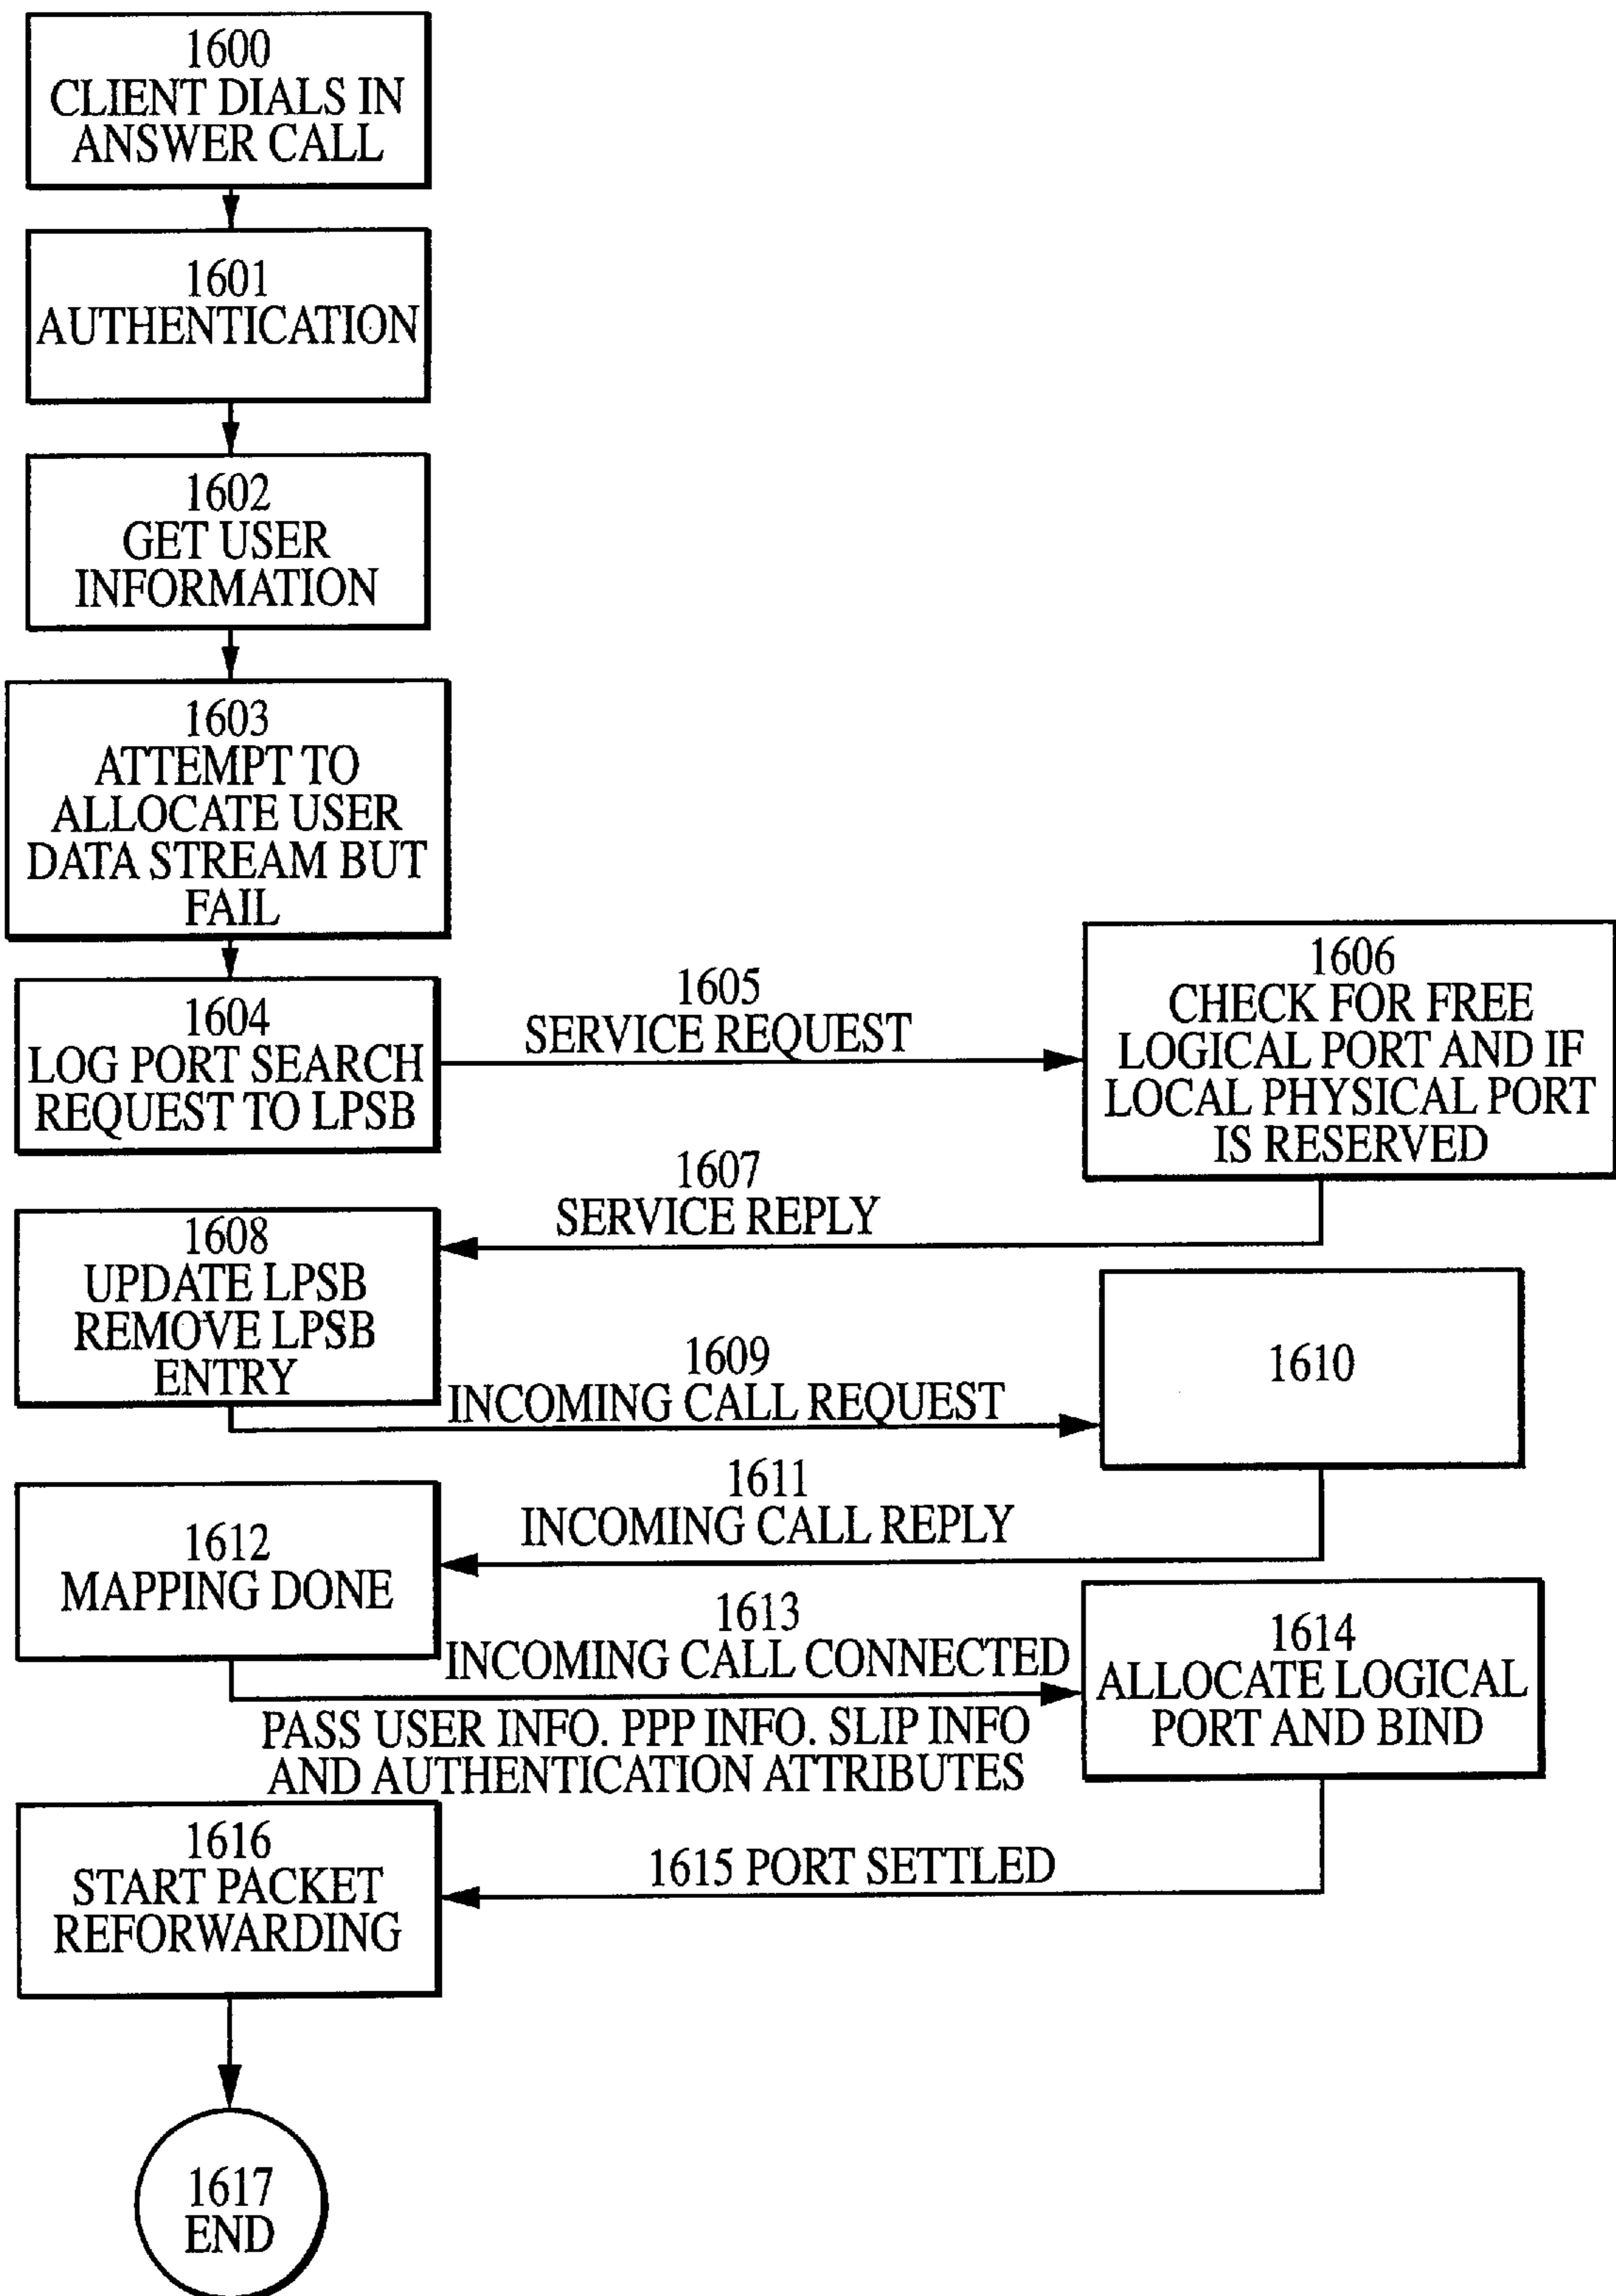 1600
CLIENT DIALS IN
ANSWER CALL
1601
AUTHENTICATION
1602
GET USER
INFORMATION
1603
ATTEMPT TO
ALLOCATE USER
DATA STREAM BUT
FAIL
1604
LOG PORT SEARCH
REQUEST TO LPSB
1605
SERVICE REQUEST
1606
CHECK FOR FREE
LOGICAL PORT AND IF
LOCAL PHYSICAL PORT
IS RESERVED
1607
SERVICE REPLY
1608
UPDATE LPSB
REMOVE LPSB
ENTRY
1609
INCOMING CALL REQUEST
1610
1611
INCOMING CALL REPLY
1612
MAPPING DONE
1613
INCOMING CALL CONNECTED
PASS USER INFO. PPP INFO. SLIP INFO
AND AUTHENTICATION ATTRIBUTES
1614
ALLOCATE LOGICAL
PORT AND BIND
1615 PORT SETTLED
1616
START PACKET
REFORWARDING
1617
END